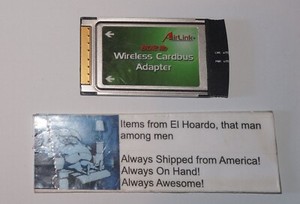 AirLink+
Wireless Cardbus
Adapter
Items from El Hoardo, that man
among men
Always Shipped from America!
Always On Hand!
Always Awesome!